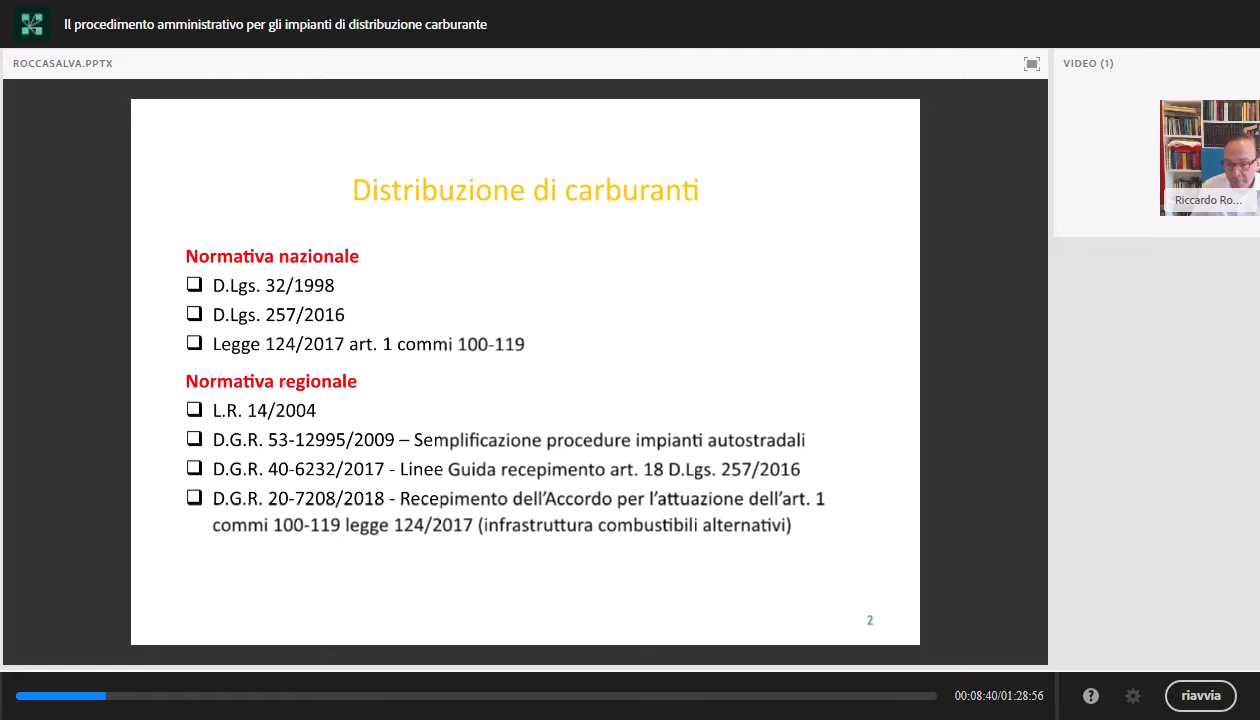 Il procedimento amministrativo per gli impianti di distribuzione carburante
ROCCASALVA.PPTX
VIDEO (1)
Distribuzione di carburanti
Normativa nazionale
D.Lgs. 32/1998
D.Lgs. 257/2016
Legge 124/2017 art. 1 commi 100-119
Normativa regionale
L.R. 14/2004
D.G.R. 53-12995/2009 – Semplificazione procedure impianti autostradali
D.G.R. 40-6232/2017 - Linee Guida recepimento art. 18 D.Lgs. 257/2016
D.G.R. 20-7208/2018 - Recepimento dell’Accordo per l’attuazione dell’art. 1
commi 100-119 legge 124/2017 (infrastruttura combustibili alternativi)
2
Riccardo Ro...
00:08:40/01:28:56
?
riavvia